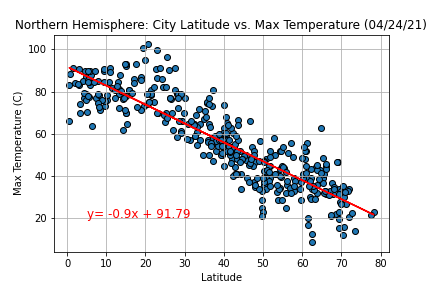 Northern Hemisphere: City Latitude vs. Max Temperature (04/24/21)
Max Temperature (C)
100
80
60
40
20
y= -0.9x + 91.79
0 10 20 30 40 50 60 70 80
Latitude